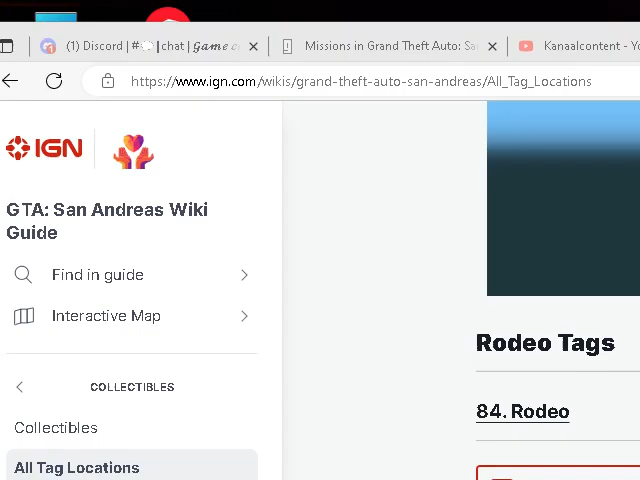 (1) Discord | # | chat | 𝓖𝓪𝓶𝓮
Missions in Grand Theft Auto: Sa
Kanaalcontent - Yo
https://www.ign.com/wikis/grand-theft-auto-san-andreas/All_Tag_Locations
IGN
GTA: San Andreas Wiki
Guide
Find in guide
Interactive Map
COLLECTIBLES
Collectibles
All Tag Locations
Rodeo Tags
84. Rodeo